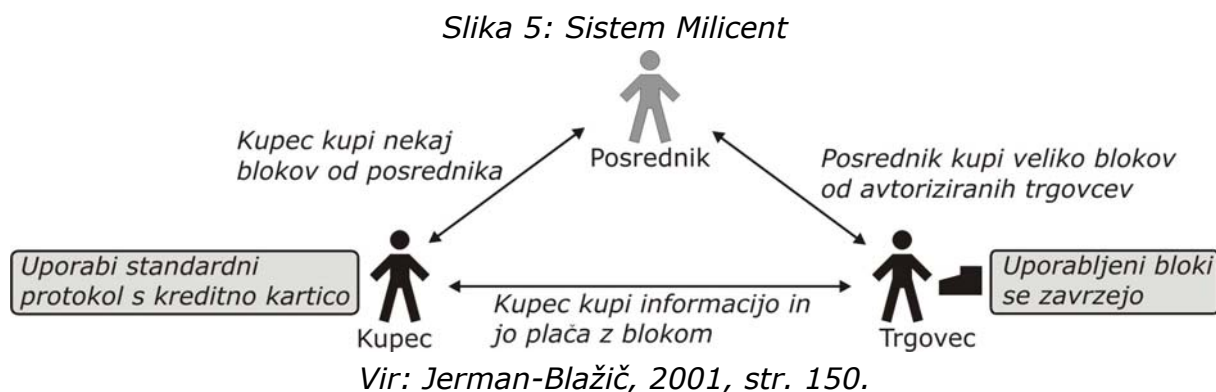 Slika 5: Sistem Milicent
Kupec kupi nekaj
blokov od posrednika
Posrednik
Posrednik kupi veliko blokov
od avtoriziranih trgovcev
Uporabi standardni
protokol s kreditno kartico
Kupec
Kupec kupi informacijo in
jo plača z blokom
Trgovec
Uporabljeni bloki
se zavrzejo
Vir: Jerman-Blažič, 2001, str. 150.